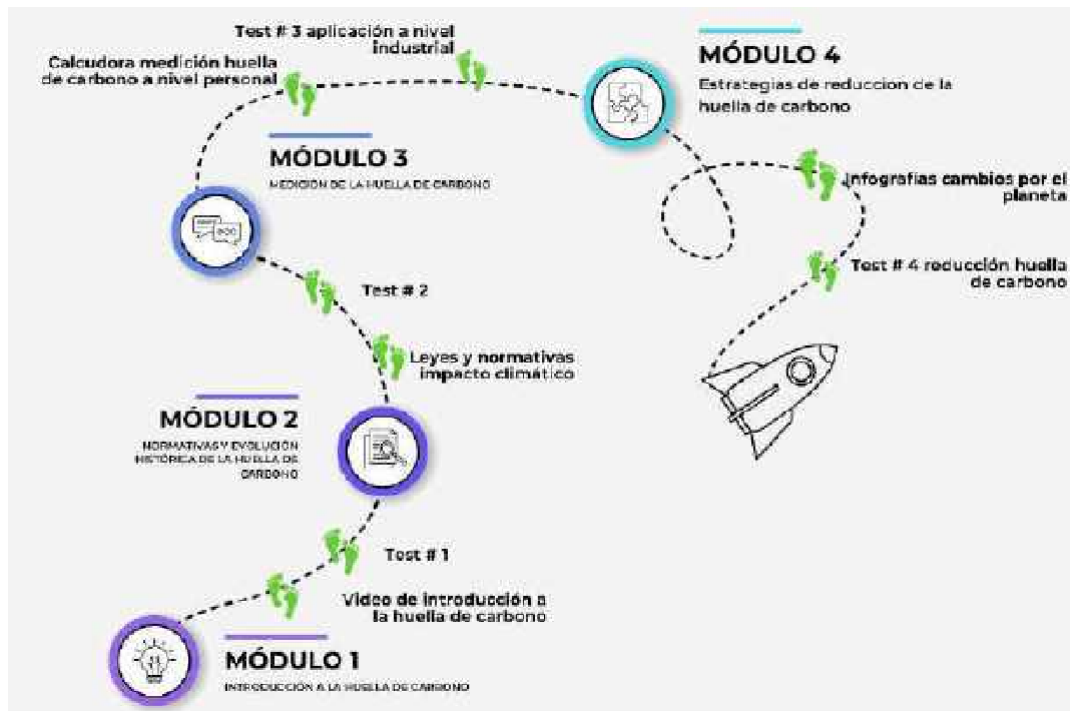 Test # 3 aplicación a nivel
industrial
Calcudora medición huella
de carbono a nivel personal
MÓDULO 4
Estrategias de reduccion de la
huella de carbono
MÓDULO 3
MEDICIÓN DE LA HUELLA DE CARBONO
Infografías cambios por el
planeta
Test # 4 reducción huella
de carbono
Test # 2
Leyes y normativas
impacto climático
MÓDULO 2
NORMATIVAS Y EVOLUCIÓN
HISTÓRICA DE LA HUELLA DE
CARBONO
Test # 1
Video de introducción a
la huella de carbono
MÓDULO 1
INTRODUCCIÓN A LA HUELLA DE CARBONO